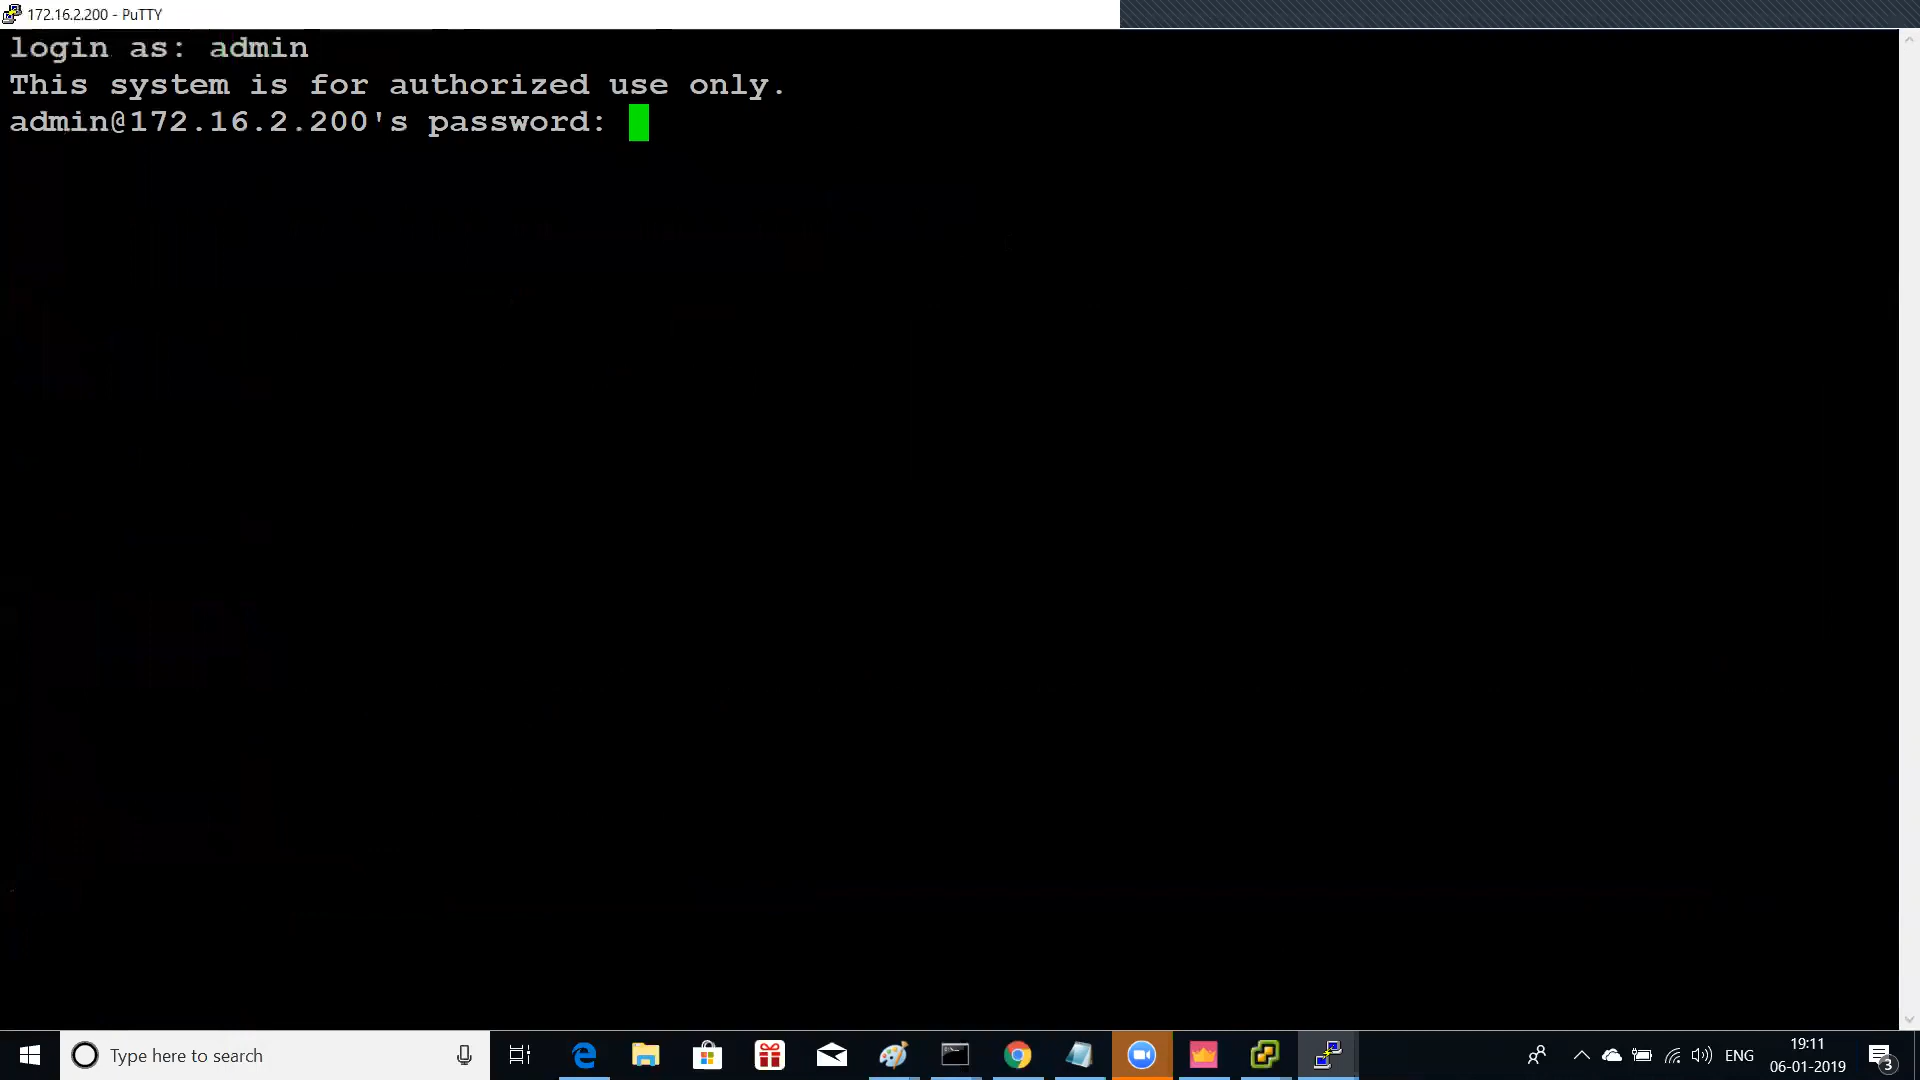 172.16.2.200 - PuTTY
login as: admin
This system is for authorized use only.
admin@172.16.2.200's password:
Type here to search
ENG
19:11
06-01-2019
3